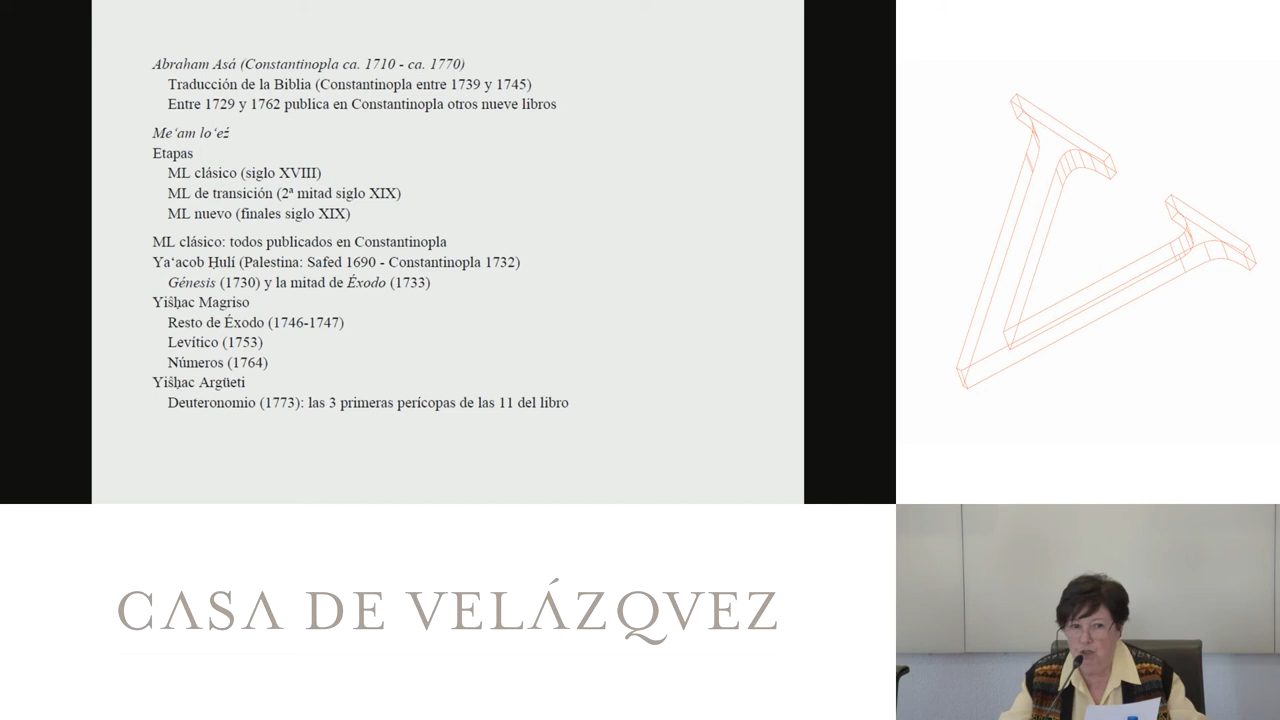 Abraham Asá (Constantinopla ca. 1710 - ca. 1770)
Traducción de la Biblia (Constantinopla entre 1739 y 1745)
Entre 1729 y 1762 publica en Constantinopla otros nueve libros
Me‘am lo‘eź
Etapas
ML clásico (siglo XVIII)
ML de transición (2ª mitad siglo XIX)
ML nuevo (finales siglo XIX)
ML clásico: todos publicados en Constantinopla
Ya‘acob Ḥulí (Palestina: Safed 1690 - Constantinopla 1732)
Génesis (1730) y la mitad de Éxodo (1733)
Yiŝḥac Magriso
Resto de Éxodo (1746-1747)
Levítico (1753)
Números (1764)
Yiŝḥac Argüeti
Deuteronomio (1773): las 3 primeras perícopas de las 11 del libro
CASA DE VELÁZQVEZ